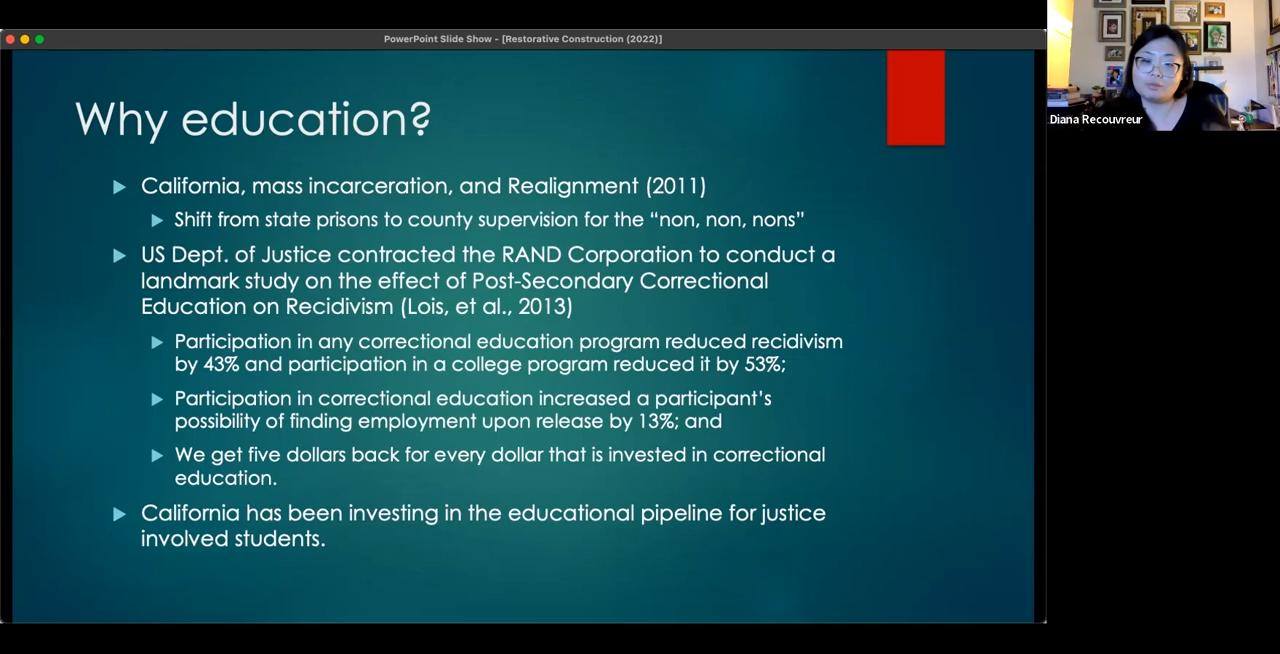 PowerPoint Slide Show - [Restorative Construction (2022)]
Why education?
California, mass incarceration, and Realignment (2011)
Shift from state prisons to county supervision for the “non, non, nons”
US Dept. of Justice contracted the RAND Corporation to conduct a
landmark study on the effect of Post-Secondary Correctional
Education on Recidivism (Lois, et al., 2013)
Participation in any correctional education program reduced recidivism
by 43% and participation in a college program reduced it by 53%;
Participation in correctional education increased a participant’s
possibility of finding employment upon release by 13%; and
We get five dollars back for every dollar that is invested in correctional
education.
California has been investing in the educational pipeline for justice
involved students.
Diana Recouvreur